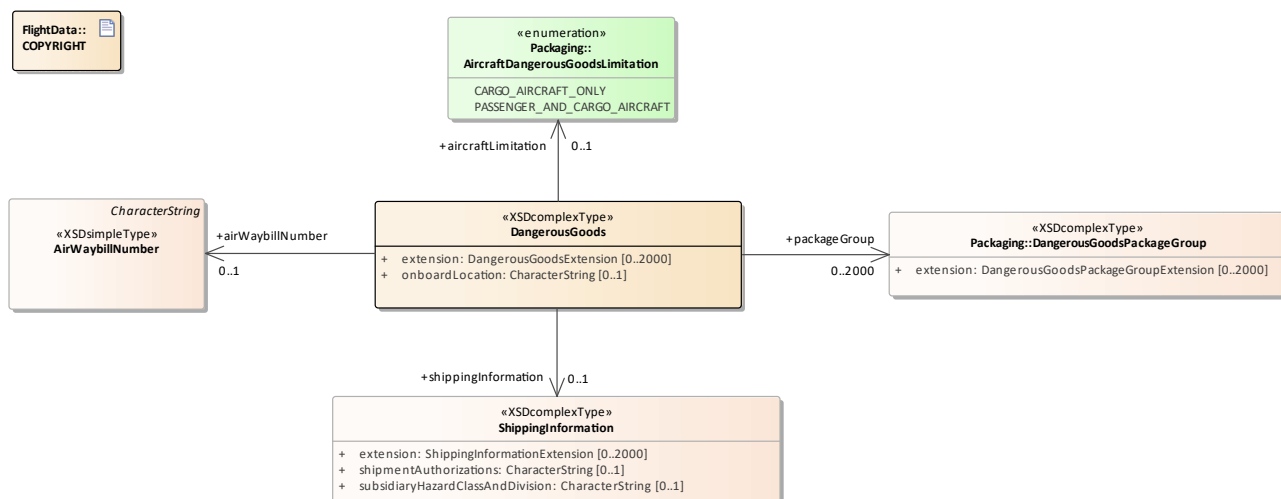 FlightData::
COPYRIGHT
«enumeration»
Packaging::
AircraftDangerousGoodsLimitation
CARGO_AIRCRAFT_ONLY
PASSENGER_AND_CARGO_AIRCRAFT
+aircraftLimitation
0..1
CharacterString
«XSDsimpleType»
AirWaybillNumber
+airWaybillNumber
0..1
«XSDcomplexType»
DangerousGoods
+ extension: DangerousGoodsExtension [0..2000]
+ onboardLocation: CharacterString [0..1]
+packageGroup
0..2000
«XSDcomplexType»
Packaging::DangerousGoodsPackageGroup
+ extension: DangerousGoodsPackageGroupExtension [0..2000]
+shippingInformation
0..1
«XSDcomplexType»
ShippingInformation
+ extension: ShippingInformationExtension [0..2000]
+ shipmentAuthorizations: CharacterString [0..1]
+ subsidiaryHazardClassAndDivision: CharacterString [0..1]